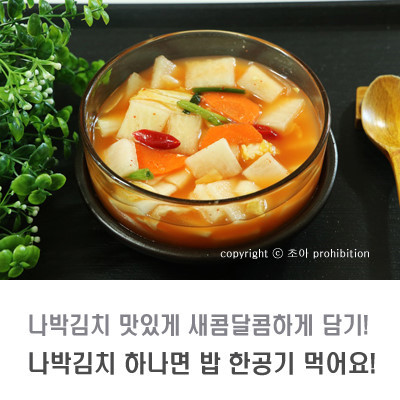 copyright ⓒ 조아 prohibition
나박김치 맛있게 새콤달콤하게 담기!
나박김치 하나면 밥 한공기 먹어요!